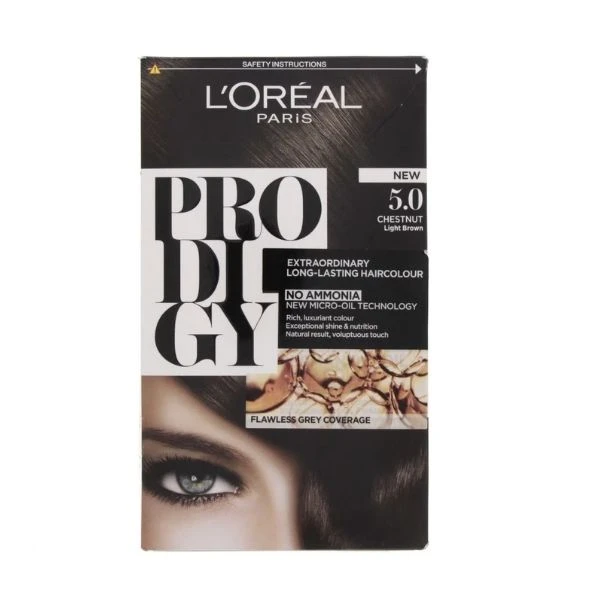 SAFETY INSTRUCTIONS
L'ORÉAL
PARiS
NEW
5.0
CHESTNUT
Light Brown
PRO
DI
GY
EXTRAORDINARY
LONG-LASTING HAIRCOLOUR
NO AMMONIA
NEW MICRO-OIL TECHNOLOGY
Rich, luxuriant colour
Exceptional shine & nutrition
Natural result, voluptuous touch
FLAWLESS GREY COVERAGE